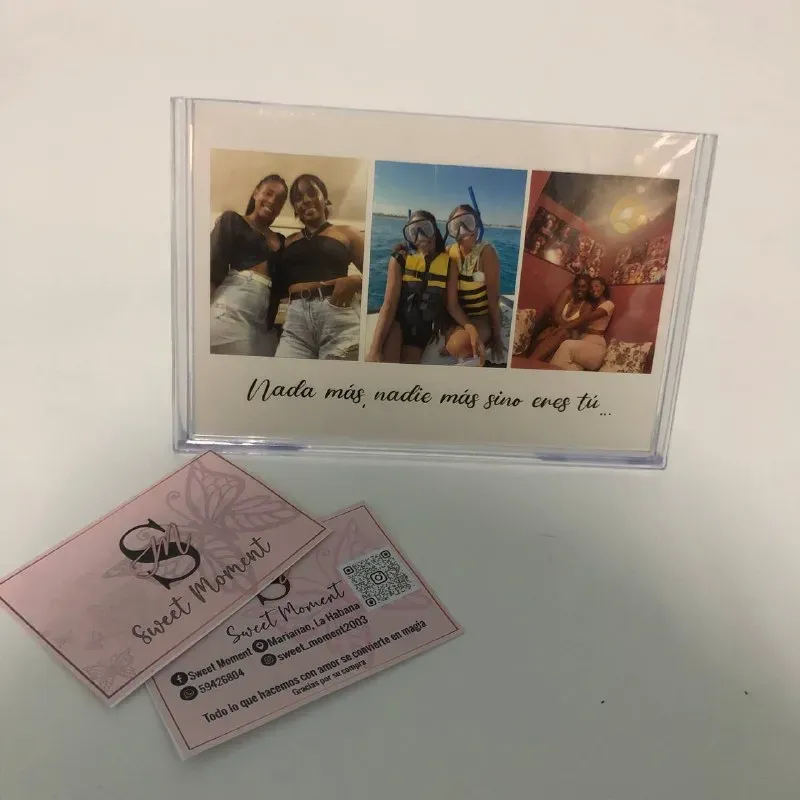 Nada más, nadie más sino eres tú...
SM
Sweet Moment
Sweet Moment
Sweet Moment Marianao, La Habana
59426804 sweet_moment2003
Todo lo que hacemos con amor se convierte en magia
Gracias por su compra